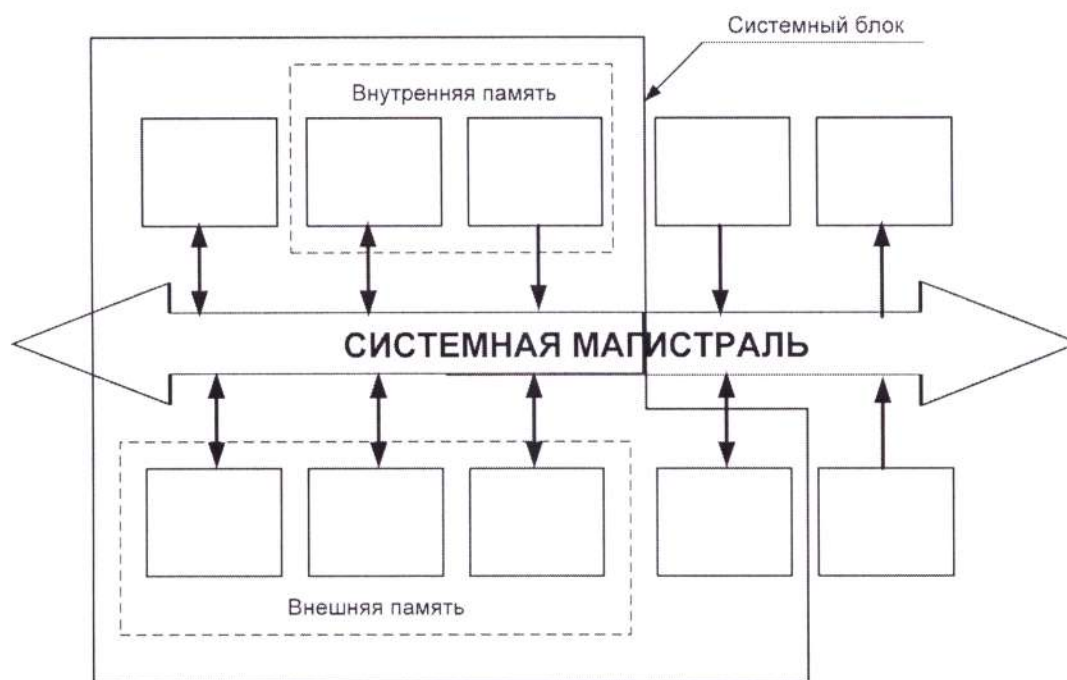 Системный блок
Внутренняя память
СИСТЕМНАЯ МАГИСТРАЛЬ
Внешняя память